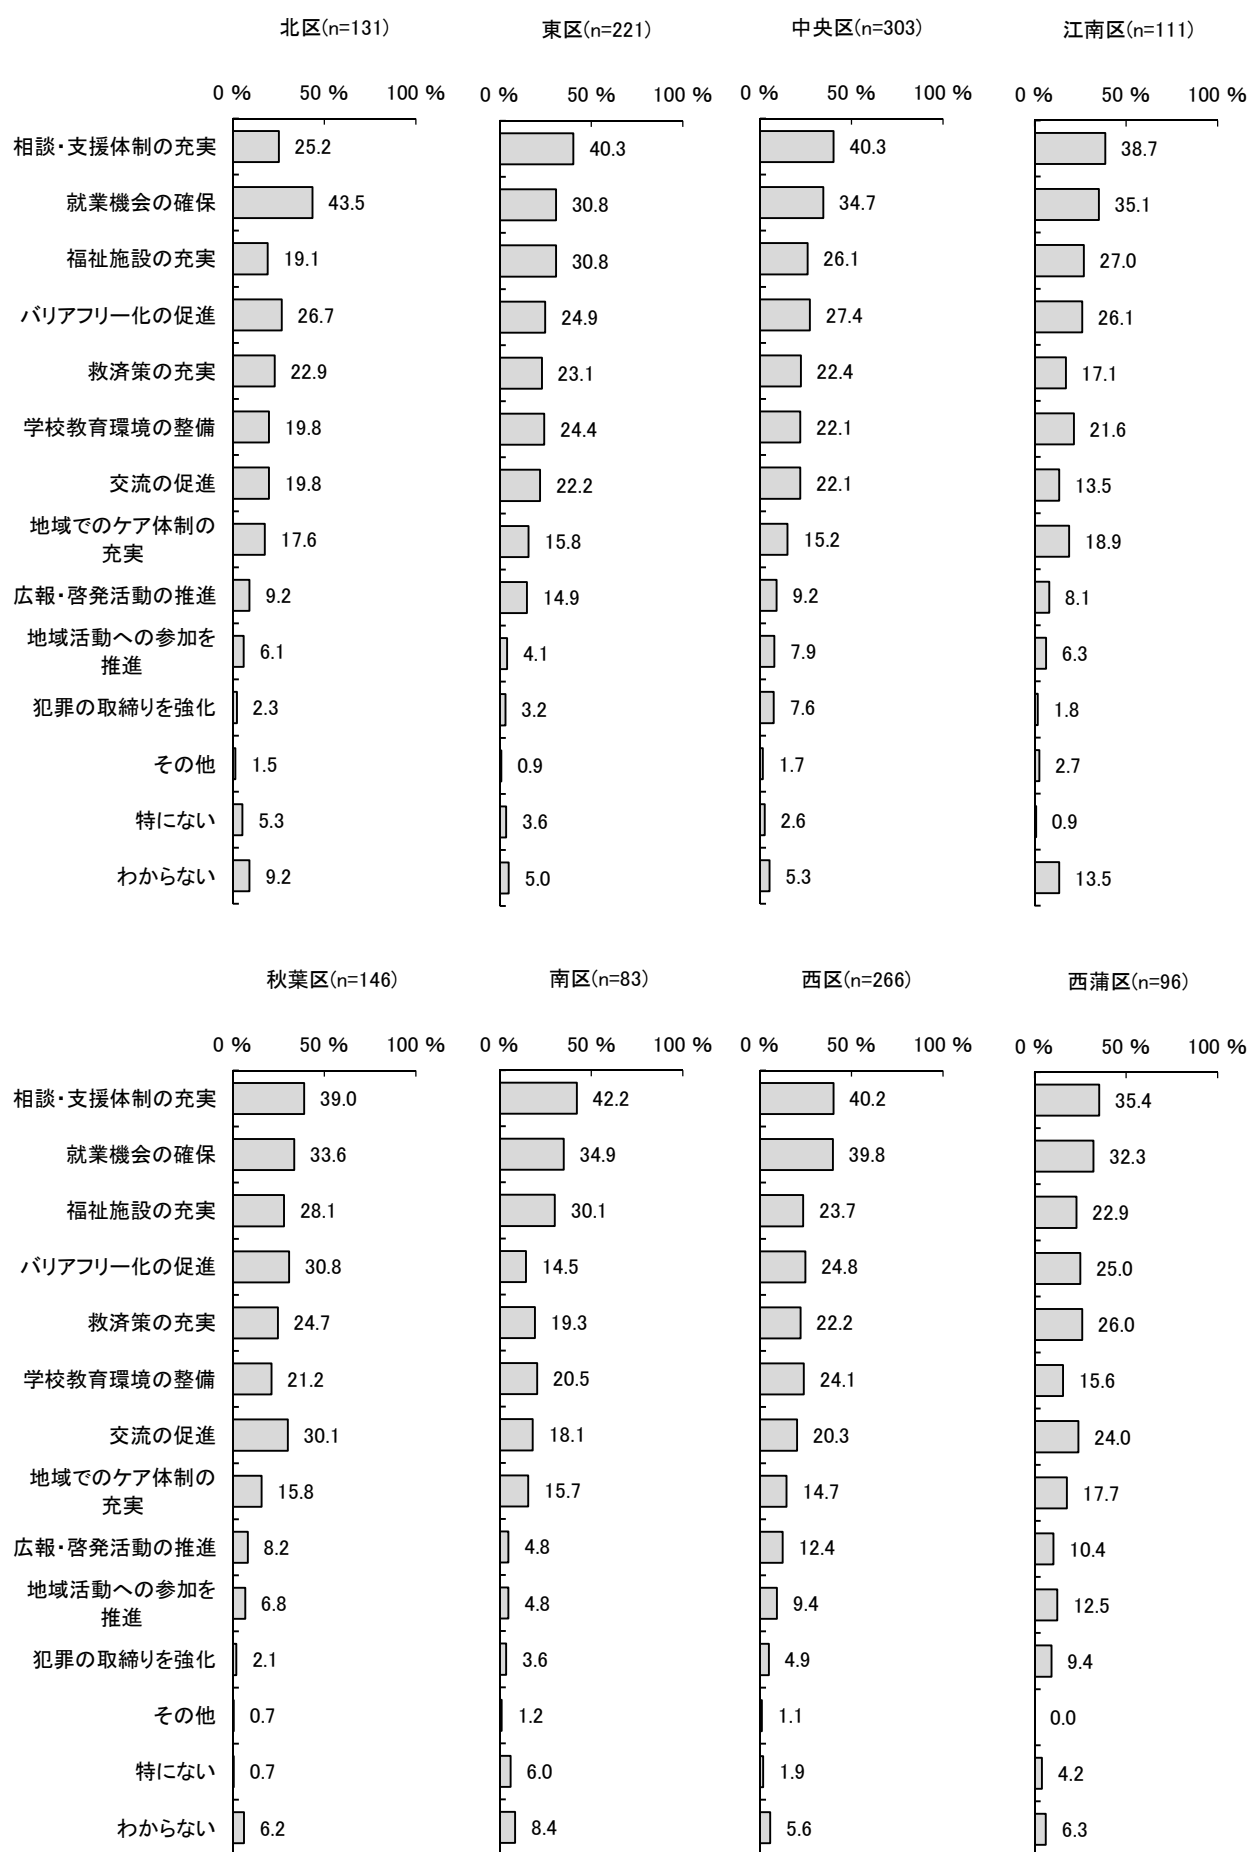 北区(n=131) 東区(n=221) 中央区(n=303) 江南区(n=111)
0 % 50 % 100 % 0 % 50 % 100 % 0 % 50 % 100 % 0 % 50 % 100 %
相談・支援体制の充実 25.2 40.3 40.3 38.7
就業機会の確保 43.5 30.8 34.7 35.1
福祉施設の充実 19.1 30.8 26.1 27.0
バリアフリー化の促進 26.7 24.9 27.4 26.1
救済策の充実 22.9 23.1 22.4 17.1
学校教育環境の整備 19.8 24.4 22.1 21.6
交流の促進 19.8 22.2 22.1 13.5
地域でのケア体制の
充実 17.6 15.8 15.2 18.9
広報・啓発活動の推進 9.2 14.9 9.2 8.1
地域活動への参加を
推進 6.1 4.1 7.9 6.3
犯罪の取締りを強化 2.3 3.2 7.6 1.8
その他 1.5 0.9 1.7 2.7
特にない 5.3 3.6 2.6 0.9
わからない 9.2 5.0 5.3 13.5
秋葉区(n=146) 南区(n=83) 西区(n=266) 西蒲区(n=96)
0 % 50 % 100 % 0 % 50 % 100 % 0 % 50 % 100 % 0 % 50 % 100 %
相談・支援体制の充実 39.0 42.2 40.2 35.4
就業機会の確保 33.6 34.9 39.8 32.3
福祉施設の充実 28.1 30.1 23.7 22.9
バリアフリー化の促進 30.8 14.5 24.8 25.0
救済策の充実 24.7 19.3 22.2 26.0
学校教育環境の整備 21.2 20.5 24.1 15.6
交流の促進 30.1 18.1 20.3 24.0
地域でのケア体制の
充実 15.8 15.7 14.7 17.7
広報・啓発活動の推進 8.2 4.8 12.4 10.4
地域活動への参加を
推進 6.8 4.8 9.4 12.5
犯罪の取締りを強化 2.1 3.6 4.9 9.4
その他 0.7 1.2 1.1 0.0
特にない 0.7 6.0 1.9 4.2
わからない 6.2 8.4 5.6 6.3